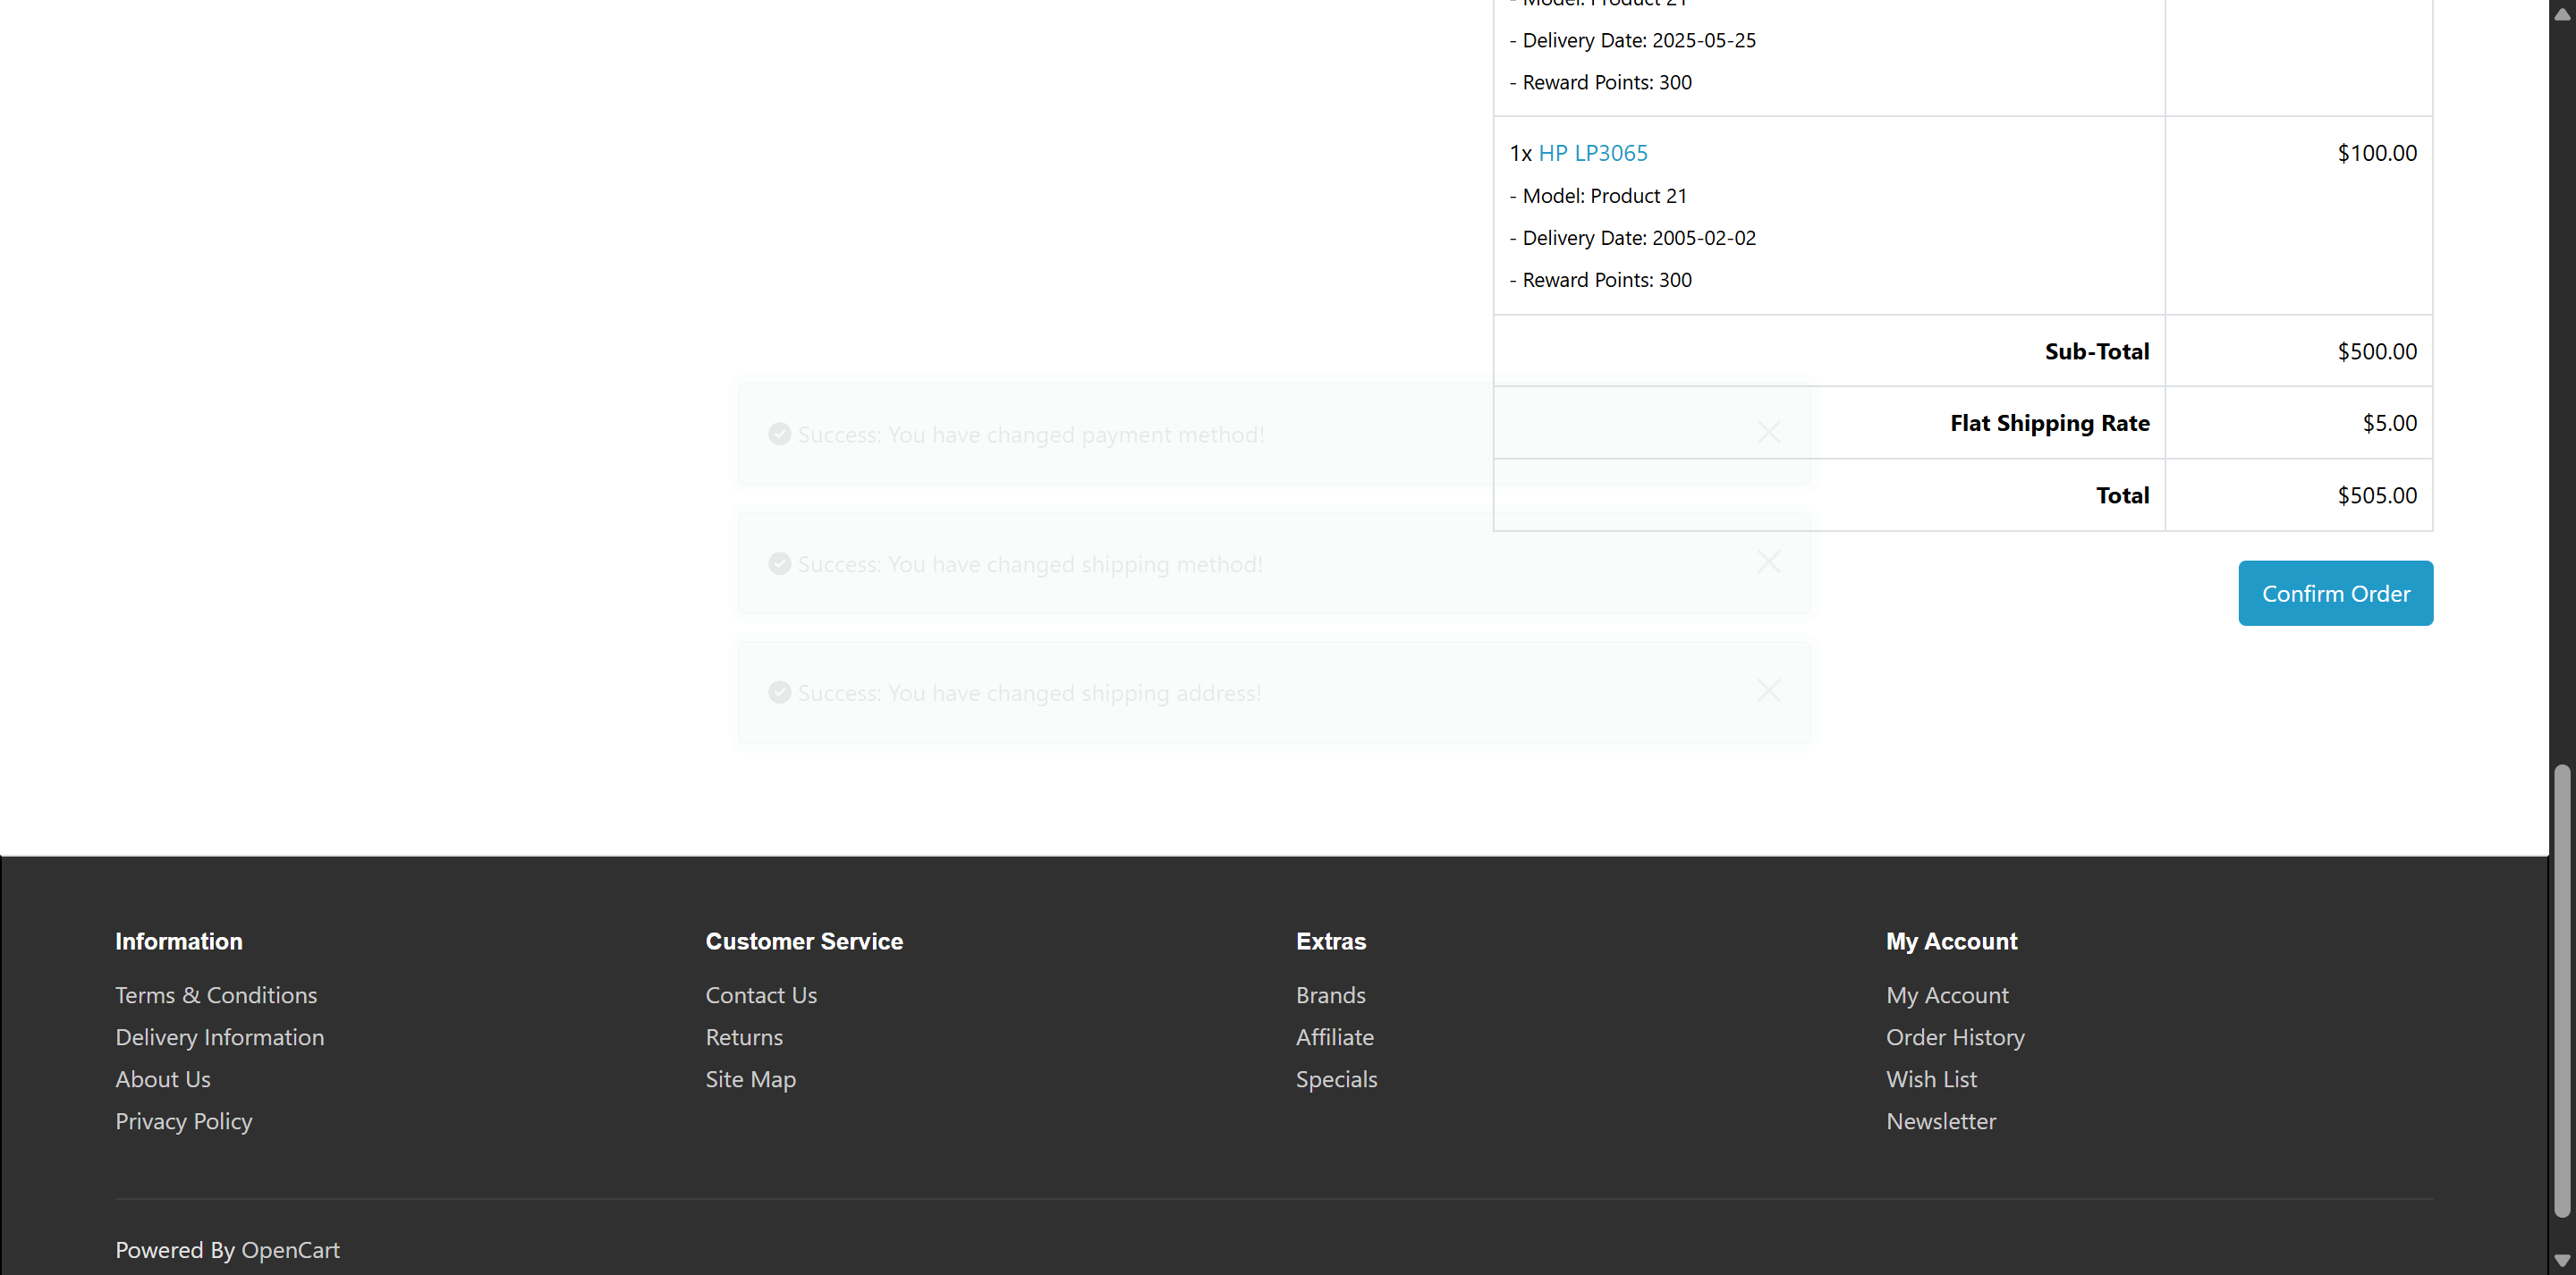 - Model: Product 21
- Delivery Date: 2025-05-25
- Reward Points: 300
1x HP LP3065 $100.00
- Model: Product 21
- Delivery Date: 2005-02-02
- Reward Points: 300
Sub-Total $500.00
Flat Shipping Rate $5.00
Total $505.00
Success: You have changed payment method!
Success: You have changed shipping method!
Success: You have changed shipping address!
Confirm Order
Information
Terms & Conditions
Delivery Information
About Us
Privacy Policy
Customer Service
Contact Us
Returns
Site Map
Extras
Brands
Affiliate
Specials
My Account
My Account
Order History
Wish List
Newsletter
Powered By OpenCart